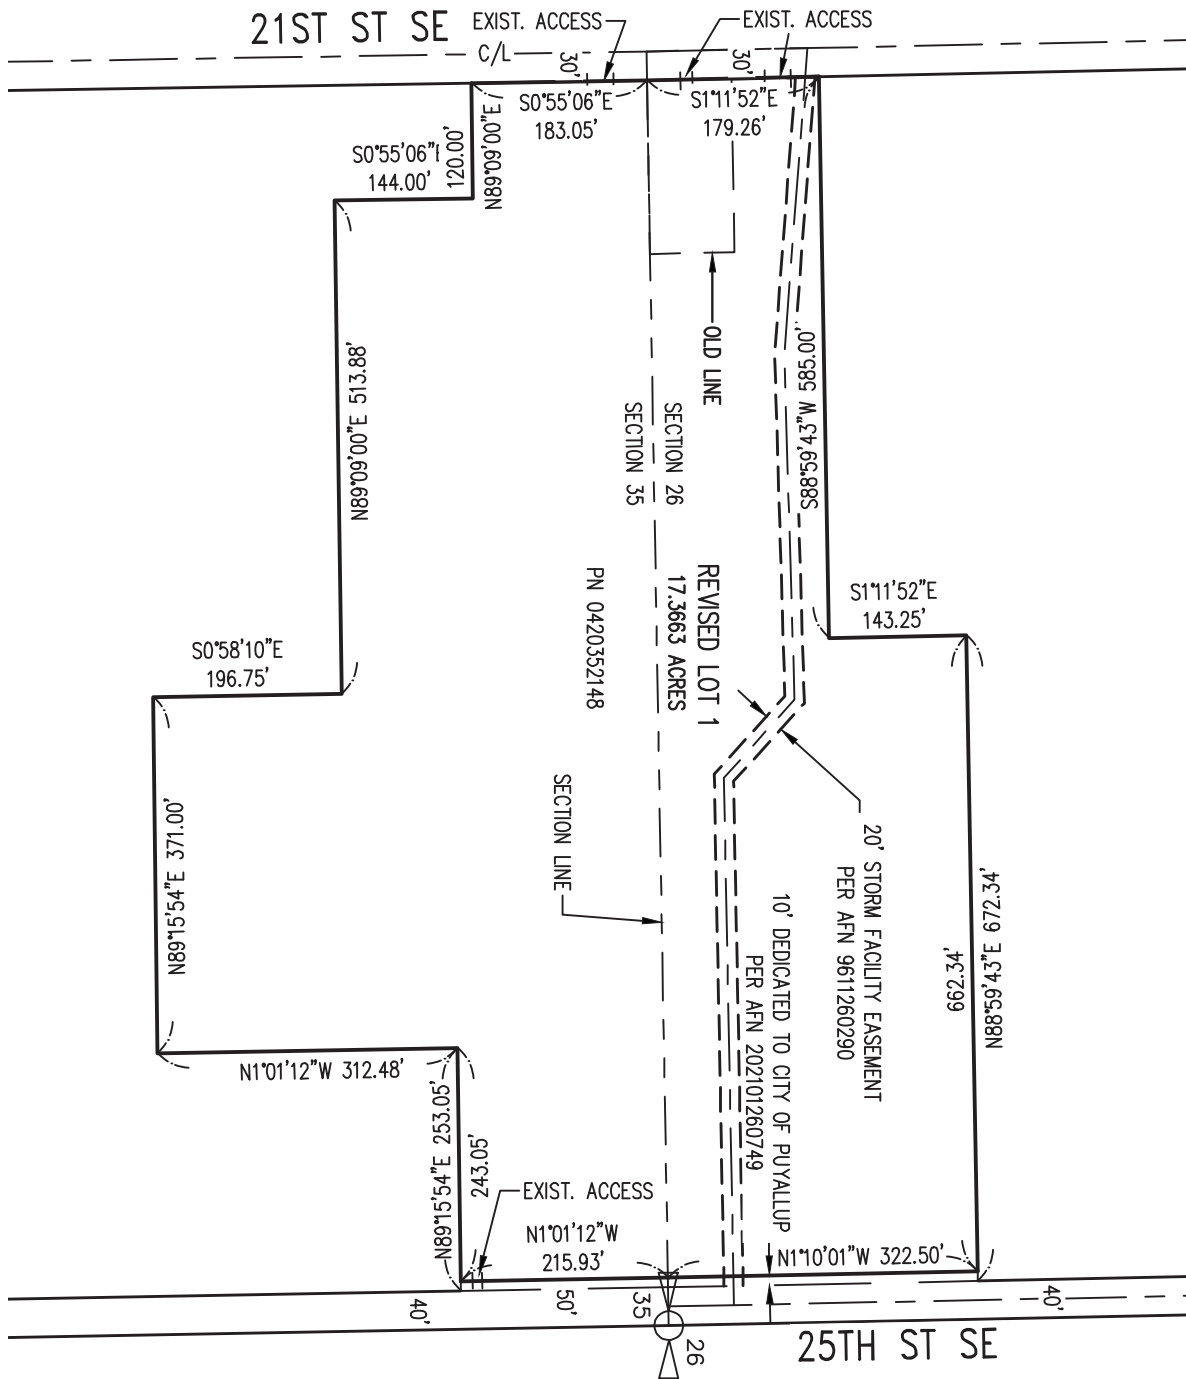 21ST ST SE
EXIST. ACCESS
EXIST. ACCESS
C/L
30'
30'
S0°55'06"E
183.05'
S1°11'52"E
179.26'
S0°55'06"E
144.00'
120.00'
N89°09'00"E
OLD LINE
S88°59'43"W 585.00'
N89°09'00"E 513.88'
SECTION 26
SECTION 35
S1°11'52"E
143.25'
REVISED LOT 1
17.3663 ACRES
PN 0420352148
S0°58'10"E
196.75'
SECTION LINE
20' STORM FACILITY EASEMENT
PER AFN 9611260290
N89°15'54"E 371.00'
N88°59'43"E 672.34'
662.34'
10' DEDICATED TO CITY OF PUYALLUP
PER AFN 202101260749
N1°01'12"W 312.48'
N89°15'54"E 253.05'
243.05'
EXIST. ACCESS
N1°01'12"W
215.93'
N1°10'01"W 322.50'
40'
50'
35
26
40'
25TH ST SE